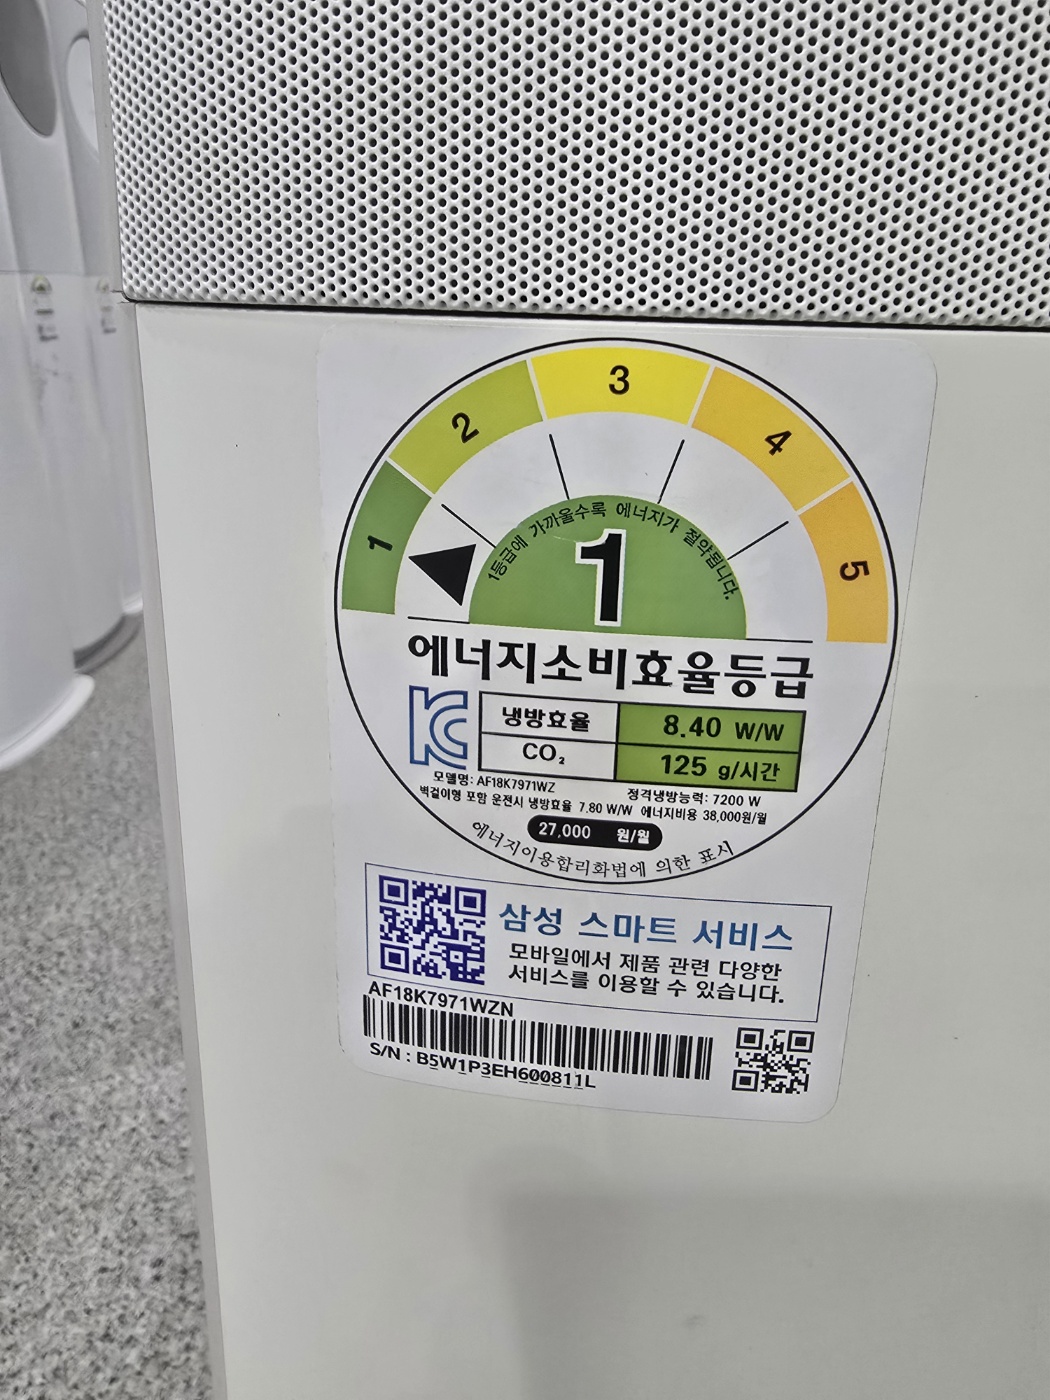 1
2
3
4
5
1등급에 가까울수록 에너지가 절약됩니다.
1
에너지소비효율등급
KC
냉방효율 8.40 W/W
CO₂ 125 g/시간
모델명: AF18K7971WZ 정격냉방능력: 7200 W
벽걸이형 포함 운전시 냉방효율 7.80 W/W 에너지비용 38,000원/월
27,000 원/월
에너지이용합리화법에 의한 표시
삼성 스마트 서비스
모바일에서 제품 관련 다양한
서비스를 이용할 수 있습니다.
AF18K7971WZN
S/N : B5W1P3EH600811L